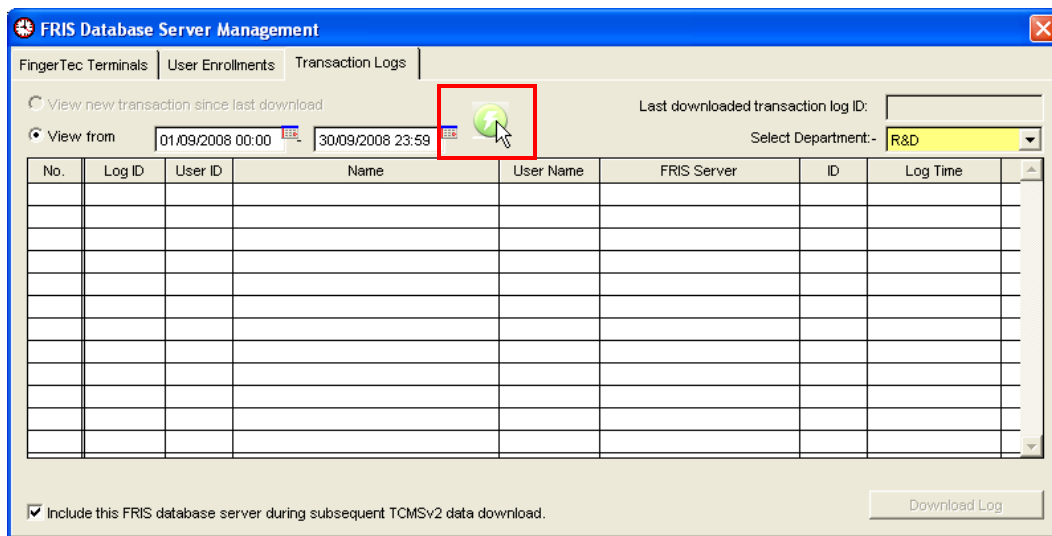 FRIS Database Server Management
FingerTec Terminals User Enrollments Transaction Logs
View new transaction since last download
Last downloaded transaction log ID:
View from 01/09/2008 00:00 - 30/09/2008 23:59
Select Department:- R&D
No. Log ID User ID Name User Name FRIS Server ID Log Time
Include this FRIS database server during subsequent TCMSv2 data download.
Download Log